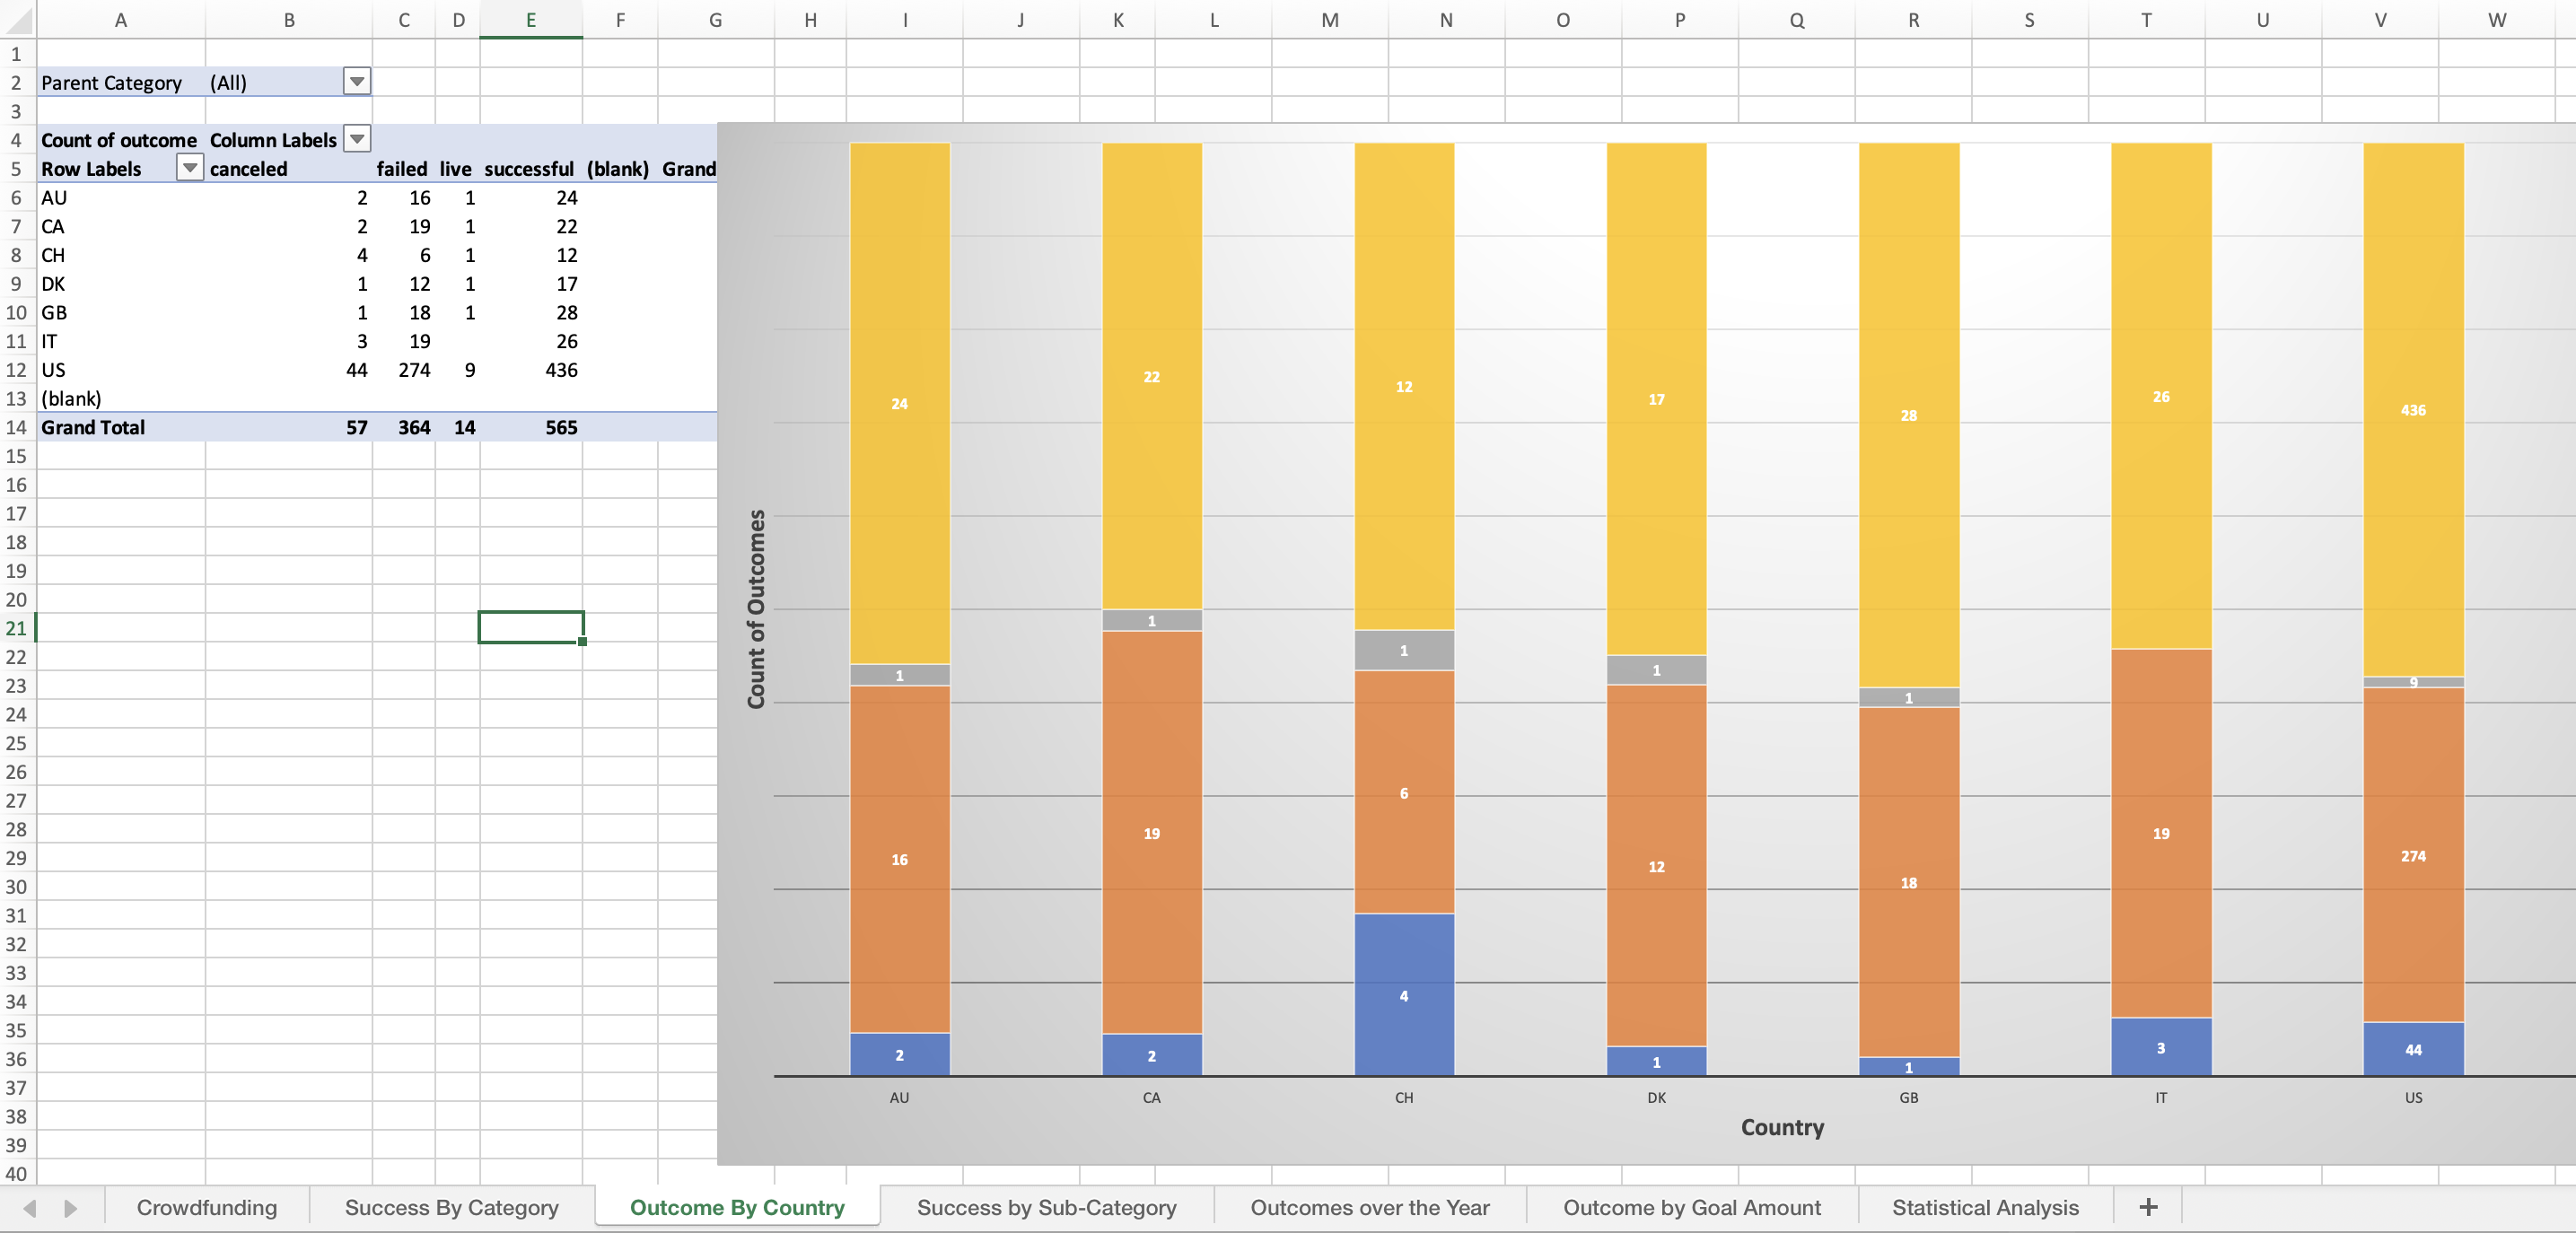 A B C D E F G H I J K L M N O P Q R S T U V W
1
2 Parent Category (All)
3
4 Count of outcome Column Labels
5 Row Labels canceled failed live successful (blank) Grand
6 AU 2 16 1 24
7 CA 2 19 1 22
8 CH 4 6 1 12
9 DK 1 12 1 17
10 GB 1 18 1 28
11 IT 3 19 26
12 US 44 274 9 436
13 (blank)
14 Grand Total 57 364 14 565
15
16
17
18
19
20
21
22
23
24
25
26
27
28
29
30
31
32
33
34
35
36
37
38
39
40
Count of Outcomes
24 22 12 17 28 26 436
1 1 1 1 1 9
16 19 6 12 18 19 274
2 2 4 1 1 3 44
AU CA CH DK GB IT US
Country
Crowdfunding Success By Category Outcome By Country Success by Sub-Category Outcomes over the Year Outcome by Goal Amount Statistical Analysis +